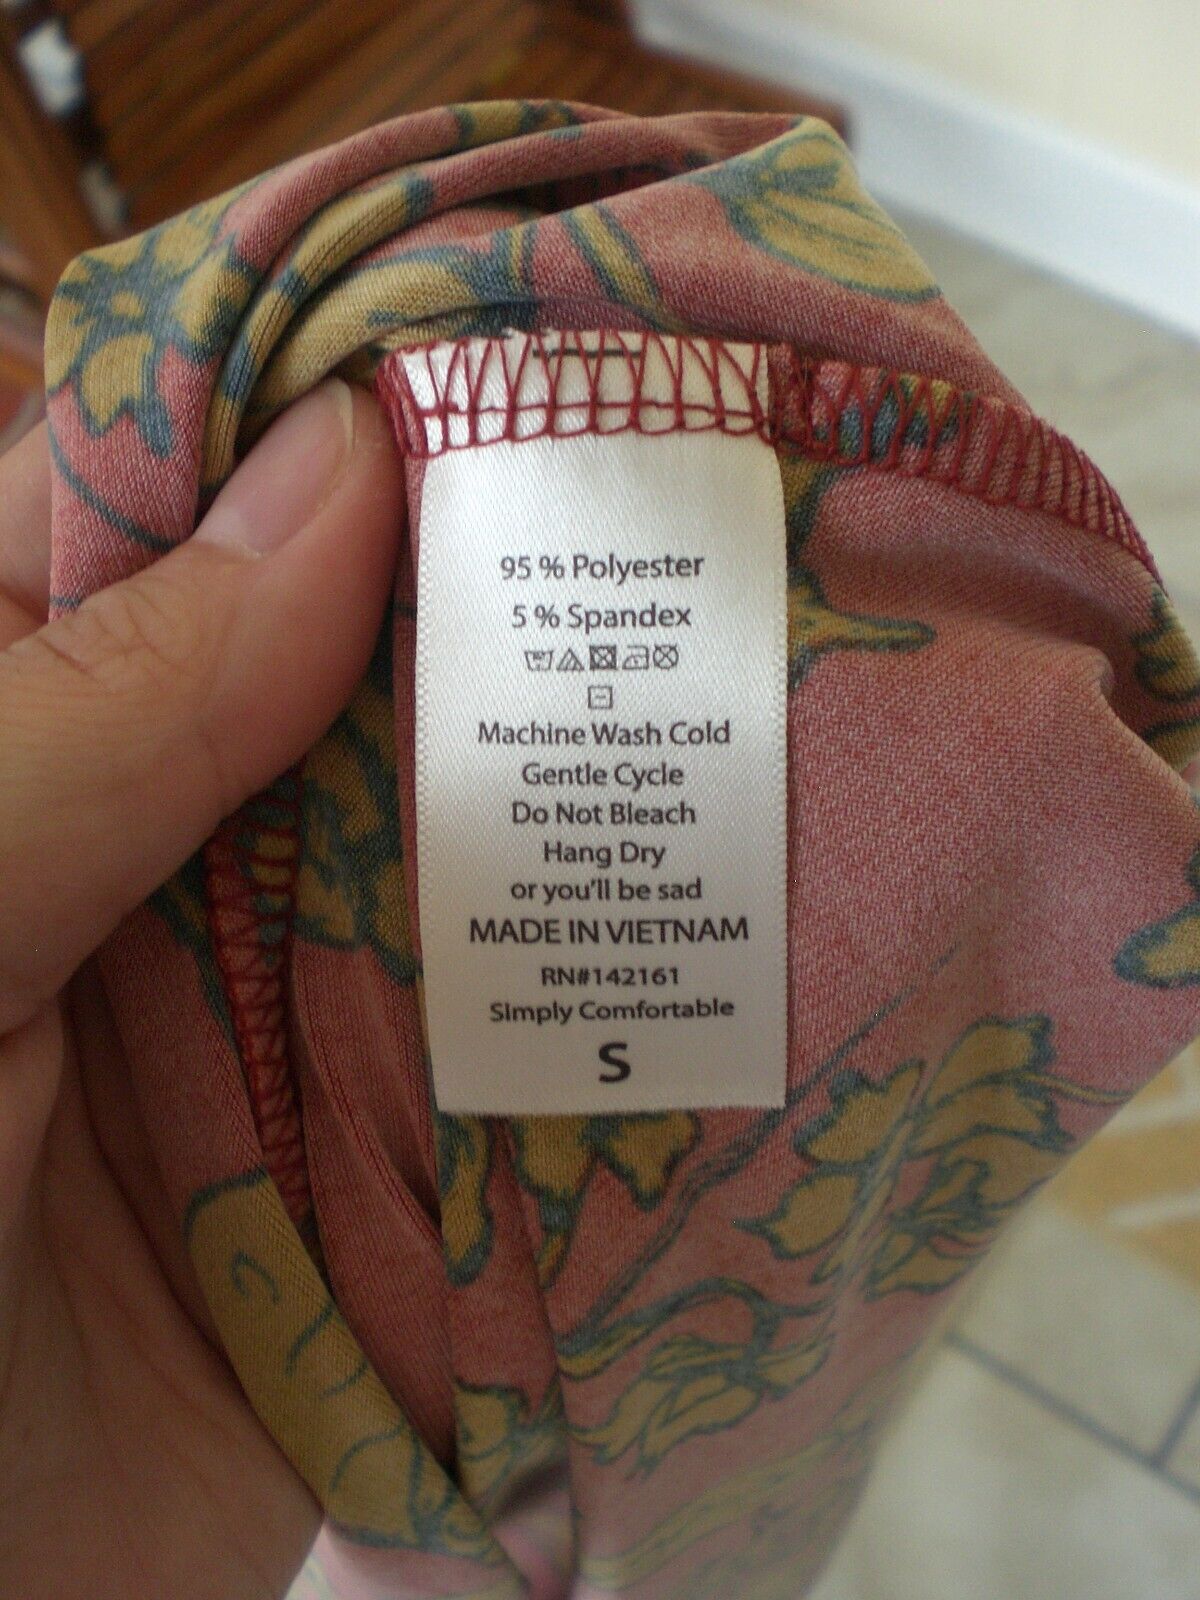 95 % Polyester
5 % Spandex
Machine Wash Cold
Gentle Cycle
Do Not Bleach
Hang Dry
or you'll be sad
MADE IN VIETNAM
RN#142161
Simply Comfortable
S